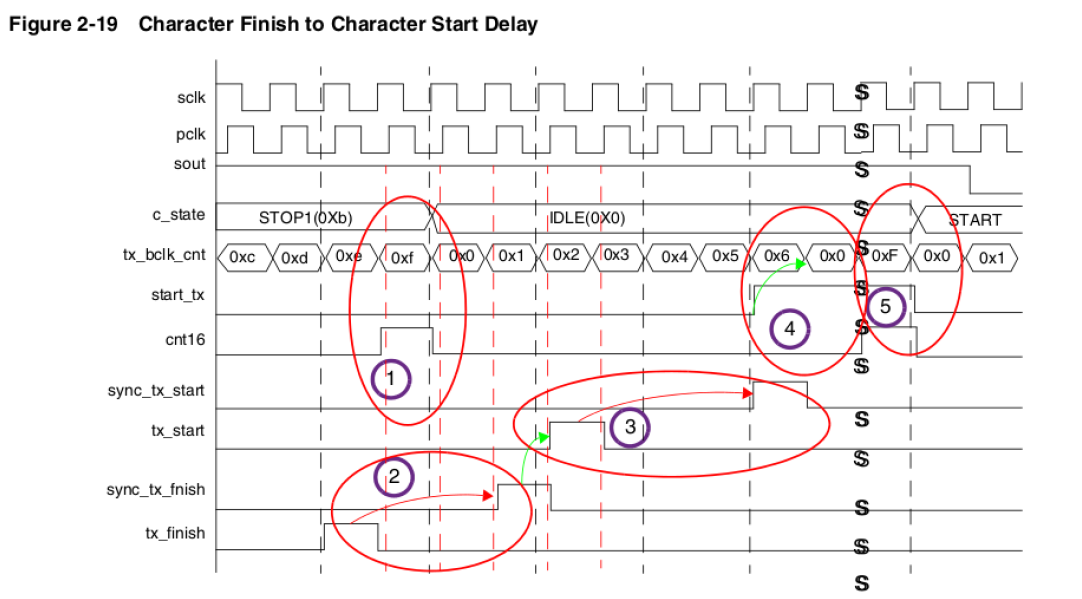 Figure 2-19 Character Finish to Character Start Delay
sclk
pclk
sout
c_state STOP1(0Xb) IDLE(0X0) START
tx_bclk_cnt 0xc 0xd 0xe 0xf 0x0 0x1 0x2 0x3 0x4 0x5 0x6 0x0 0xF 0x0 0x1
start_tx
5
cnt16
4
1
sync_tx_start
tx_start
3
2
sync_tx_fnish
tx_finish